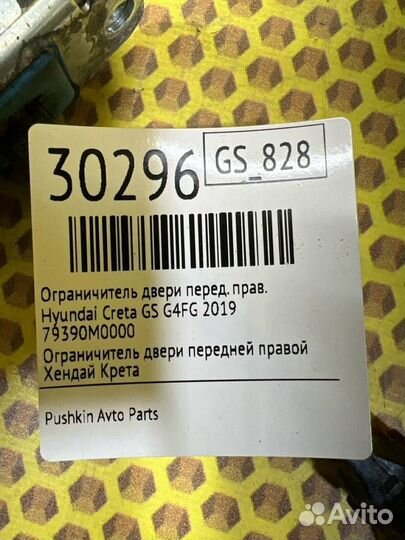 30296
GS_828
Ограничитель двери перед. прав.
Hyundai Creta GS G4FG 2019
79390M0000
Ограничитель двери передней правой
Хендай Крета
Pushkin Avto Parts
Avito